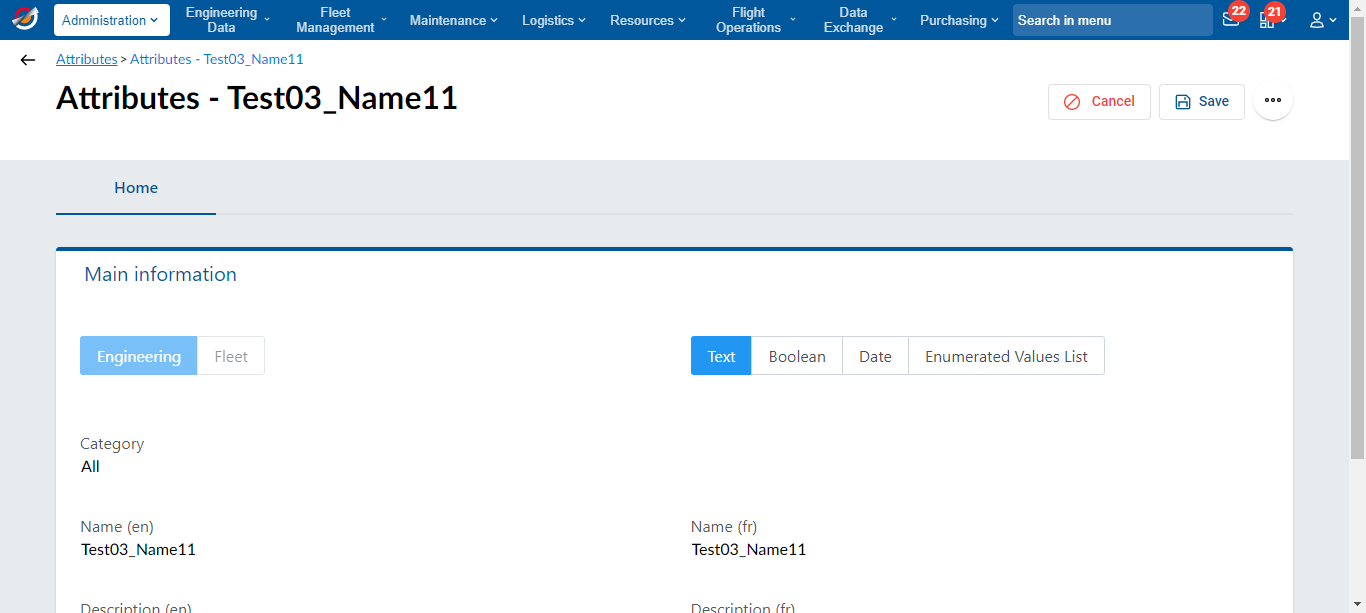 Administration
Engineering Data
Fleet Management
Maintenance
Logistics
Resources
Flight Operations
Data Exchange
Purchasing
Search in menu
22
21
Attributes > Attributes - Test03_Name11
Attributes - Test03_Name11
Cancel
Save
Home
Main information
Engineering Fleet
Text Boolean Date Enumerated Values List
Category
All
Name (en)
Name (fr)
Test03_Name11
Test03_Name11
Description (en)
Description (fr)